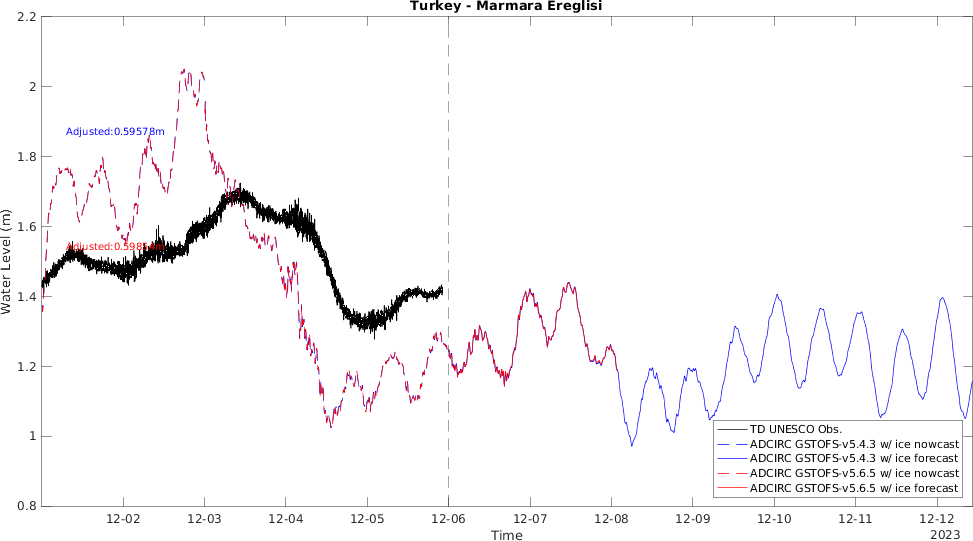 Turkey - Marmara Ereglisi
2.2
2
1.8
1.6
1.4
1.2
1
0.8
Water Level (m)
Adjusted:0.59578m
Adjusted:0.598
12-02
12-03
12-04
12-05
12-06
12-07
12-08
12-09
12-10
12-11
12-12
2023
Time
TD UNESCO Obs.
ADCIRC GSTOFS-v5.4.3 w/ ice nowcast
ADCIRC GSTOFS-v5.4.3 w/ ice forecast
ADCIRC GSTOFS-v5.6.5 w/ ice nowcast
ADCIRC GSTOFS-v5.6.5 w/ ice forecast